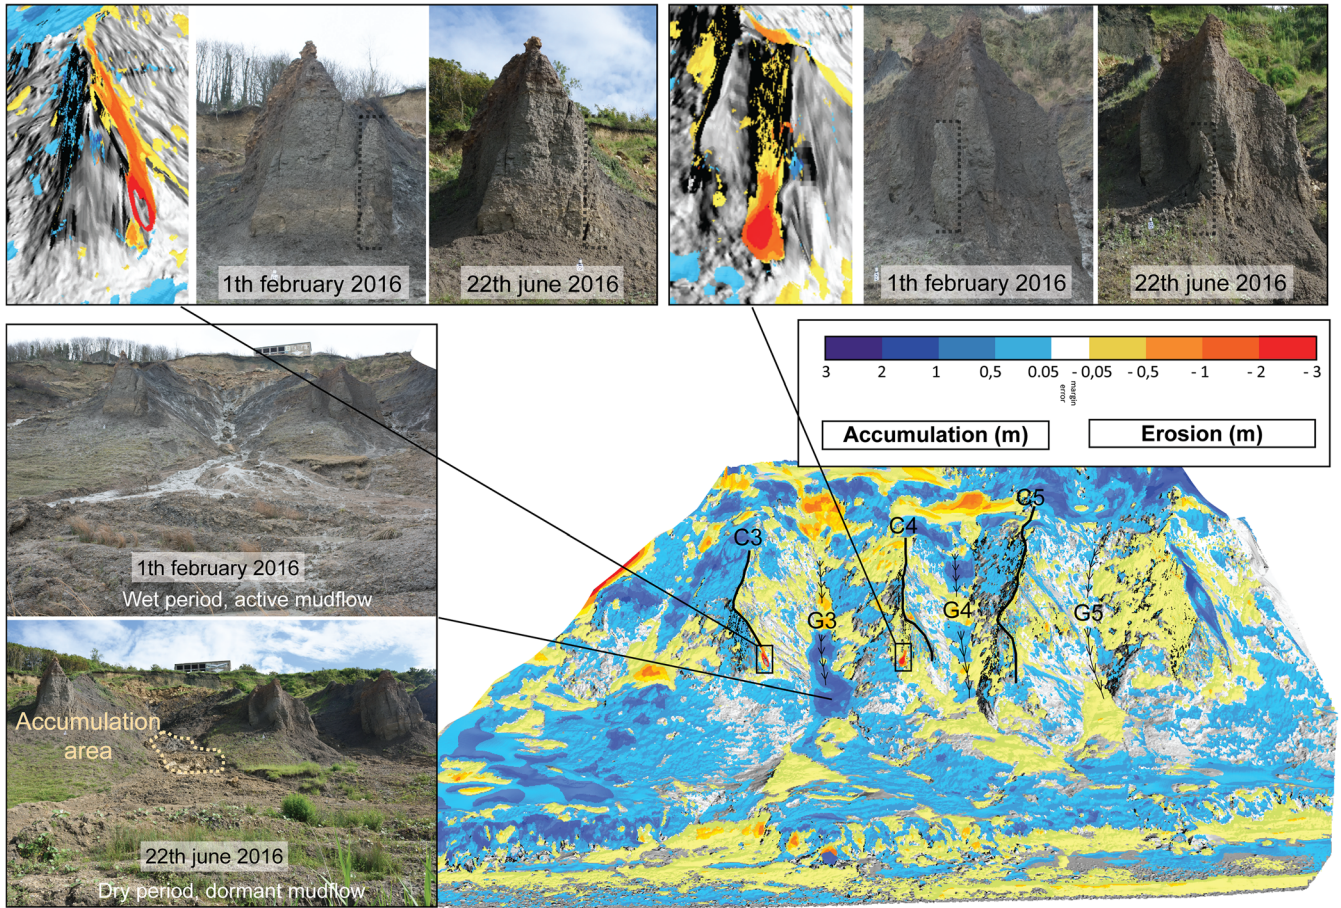 1th february 2016
22th june 2016
1th february 2016
22th june 2016
1th february 2016
Wet period, active mudflow
Accumulation
area
22th june 2016
Dry period, dormant mudflow
3 2 1 0,5 0.05 - 0,05 - 0,5 - 1 - 2 - 3
margin
error
Accumulation (m) Erosion (m)
C3
C4
C5
G3
G4
G5